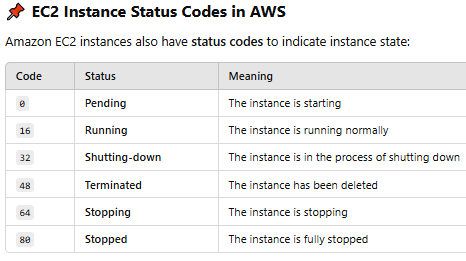 📌 EC2 Instance Status Codes in AWS
Amazon EC2 instances also have status codes to indicate instance state:
Code Status Meaning
0 Pending The instance is starting
16 Running The instance is running normally
32 Shutting-down The instance is in the process of shutting down
48 Terminated The instance has been deleted
64 Stopping The instance is stopping
80 Stopped The instance is fully stopped